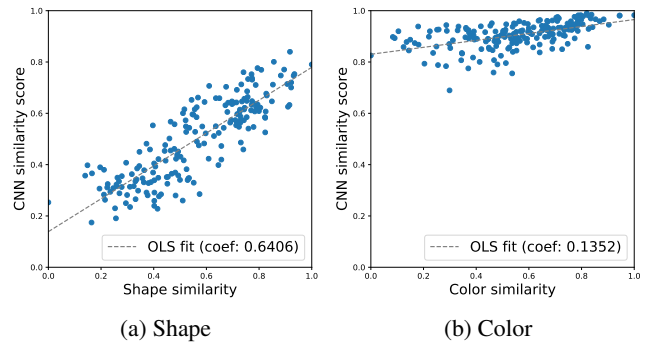 1.0
0.8
0.6
0.4
0.2
0.0
CNN similarity score
OLS fit (coef: 0.6406)
0.0 0.2 0.4 0.6 0.8 1.0
Shape similarity
(a) Shape
1.0
0.8
0.6
0.4
0.2
0.0
CNN similarity score
OLS fit (coef: 0.1352)
0.0 0.2 0.4 0.6 0.8 1.0
Color similarity
(b) Color